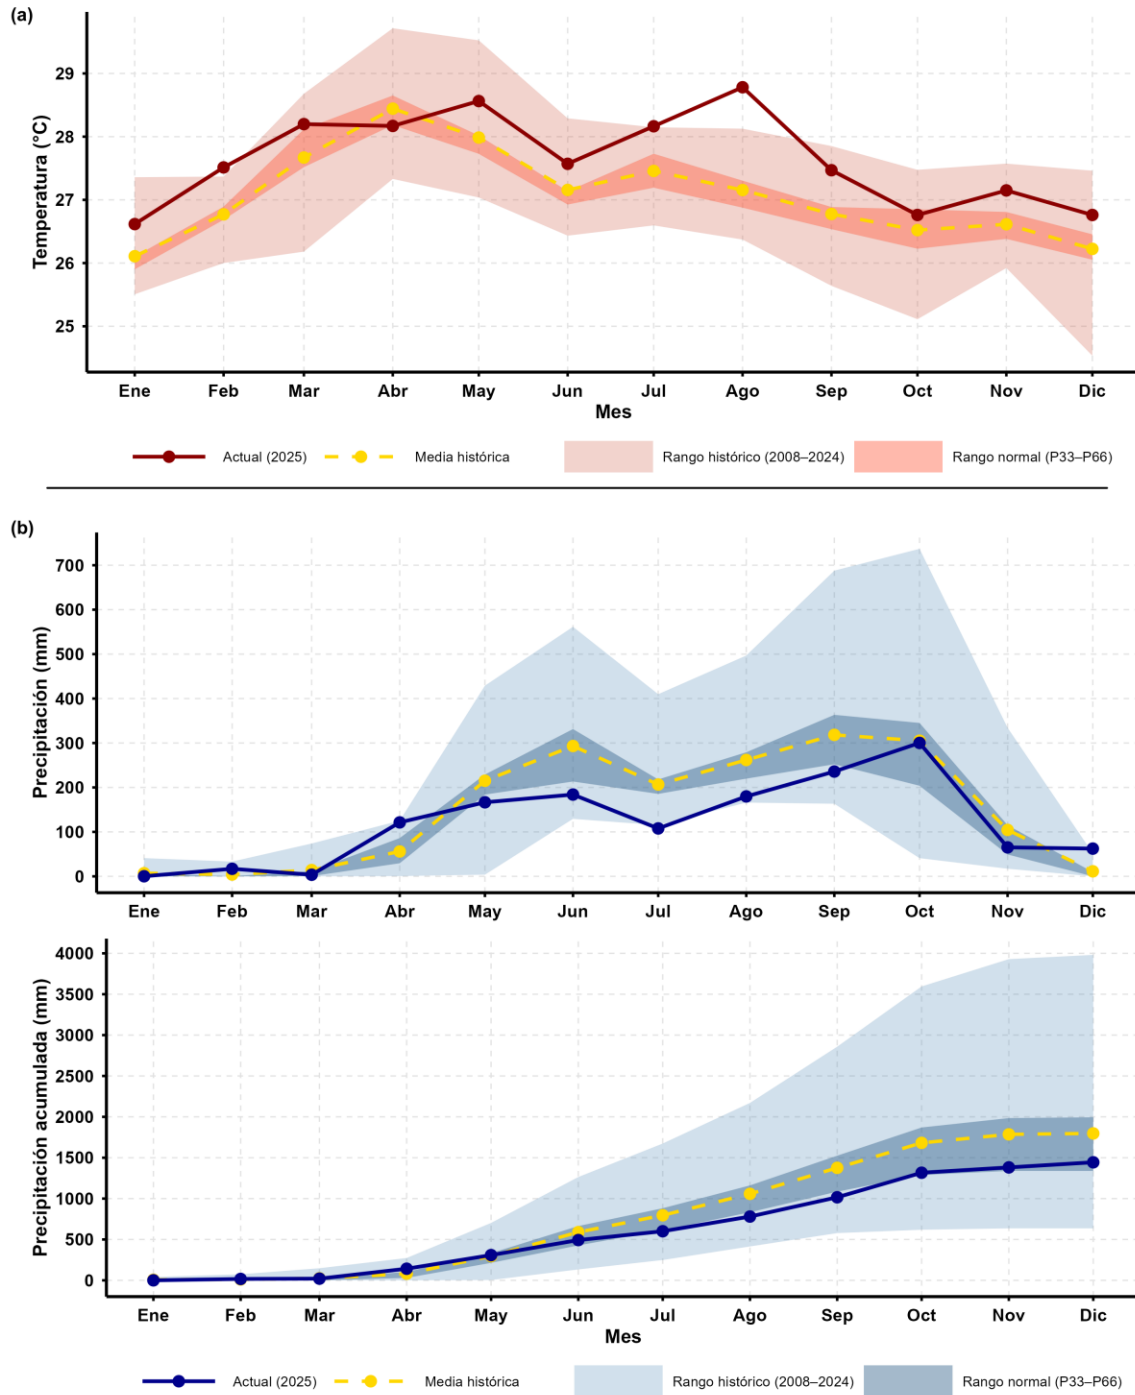 (a)
Temperatura (°C)
29
28
27
26
25
Ene Feb Mar Abr May Jun Jul Ago Sep Oct Nov Dic
Mes
Actual (2025) Media histórica Rango histórico (2008–2024) Rango normal (P33–P66)
(b)
Precipitación (mm)
700
600
500
400
300
200
100
0
Ene Feb Mar Abr May Jun Jul Ago Sep Oct Nov Dic
Precipitación acumulada (mm)
4000
3500
3000
2500
2000
1500
1000
500
0
Ene Feb Mar Abr May Jun Jul Ago Sep Oct Nov Dic
Mes
Actual (2025) Media histórica Rango histórico (2008–2024) Rango normal (P33–P66)